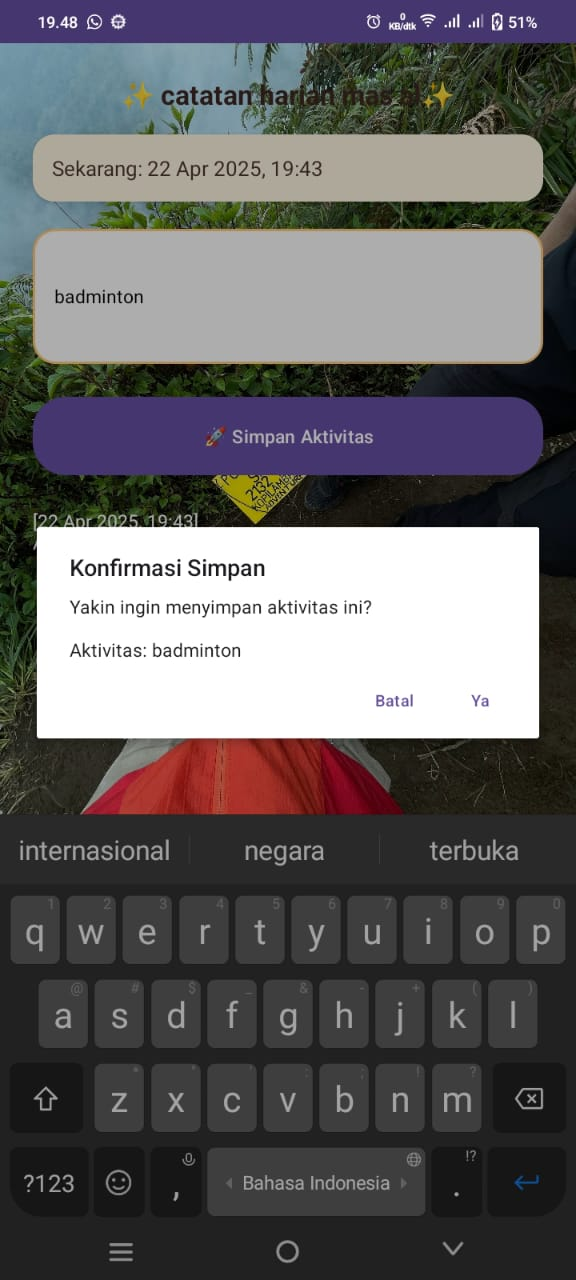 19.48
0
KB/dtk
51%
✨ catatan harian mas al✨
Sekarang: 22 Apr 2025, 19:43
badminton
🚀 Simpan Aktivitas
2132
[22 Apr 2025, 19:43]
Konfirmasi Simpan
Yakin ingin menyimpan aktivitas ini?
Aktivitas: badminton
Batal Ya
internasional negara terbuka
1 2 3 4 5 6 7 8 9 0
q w e r t y u i o p
@ # $ _ & - + ( )
a s d f g h j k l
* " ' : ; ! ?
z x c v b n m
!?
?123 , Bahasa Indonesia .